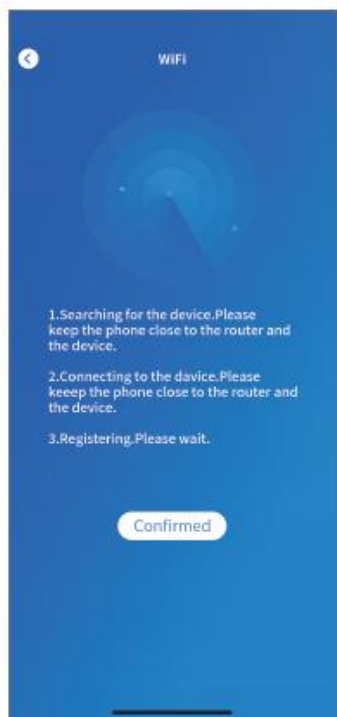 WiFi
1.Searching for the device.Please
keep the phone close to the router and
the device.
2.Connecting to the davice.Please
keeep the phone close to the router and
the device.
3.Registering.Please wait.
Confirmed